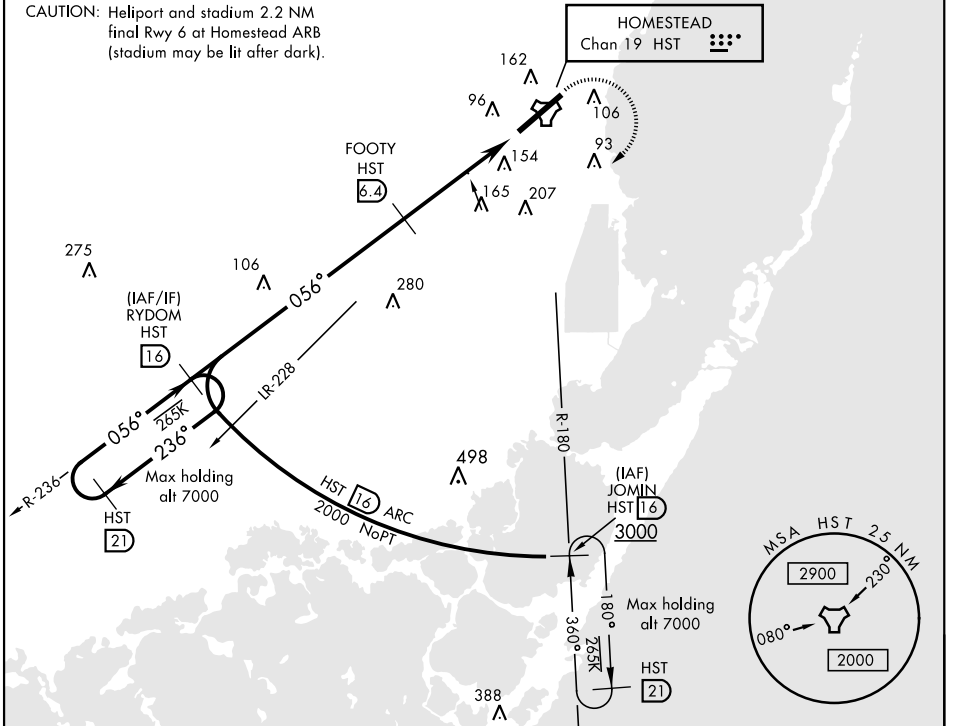 CAUTION: Heliport and stadium 2.2 NM
final Rwy 6 at Homestead ARB
(stadium may be lit after dark).
HOMESTEAD
Chan 19 HST
162
96
106
93
154
FOOTY
HST
6.4
165
207
275
106
056°
280
(IAF/IF)
RYDOM
HST
16
LR-228
056°
265K
236°
R-180
R-236
Max holding
alt 7000
HST
21
498
HST 16 ARC
2000 NoPT
(IAF)
JOMIN
HST 16
3000
180°
360°
265K
Max holding
alt 7000
HST
21
388
MSA HST 25 NM
2900
230°
080°
2000